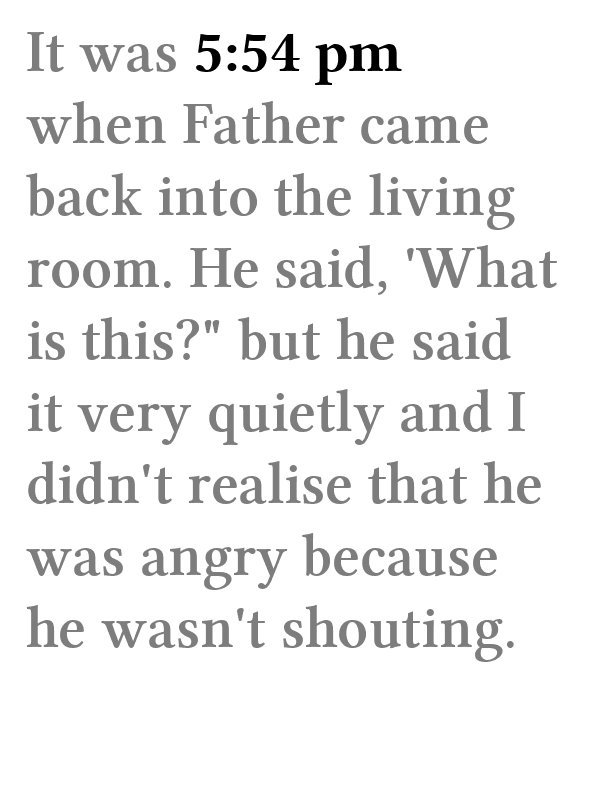 It was 5:54 pm
when Father came
back into the living
room. He said, 'What
is this?" but he said
it very quietly and I
didn't realise that he
was angry because
he wasn't shouting.